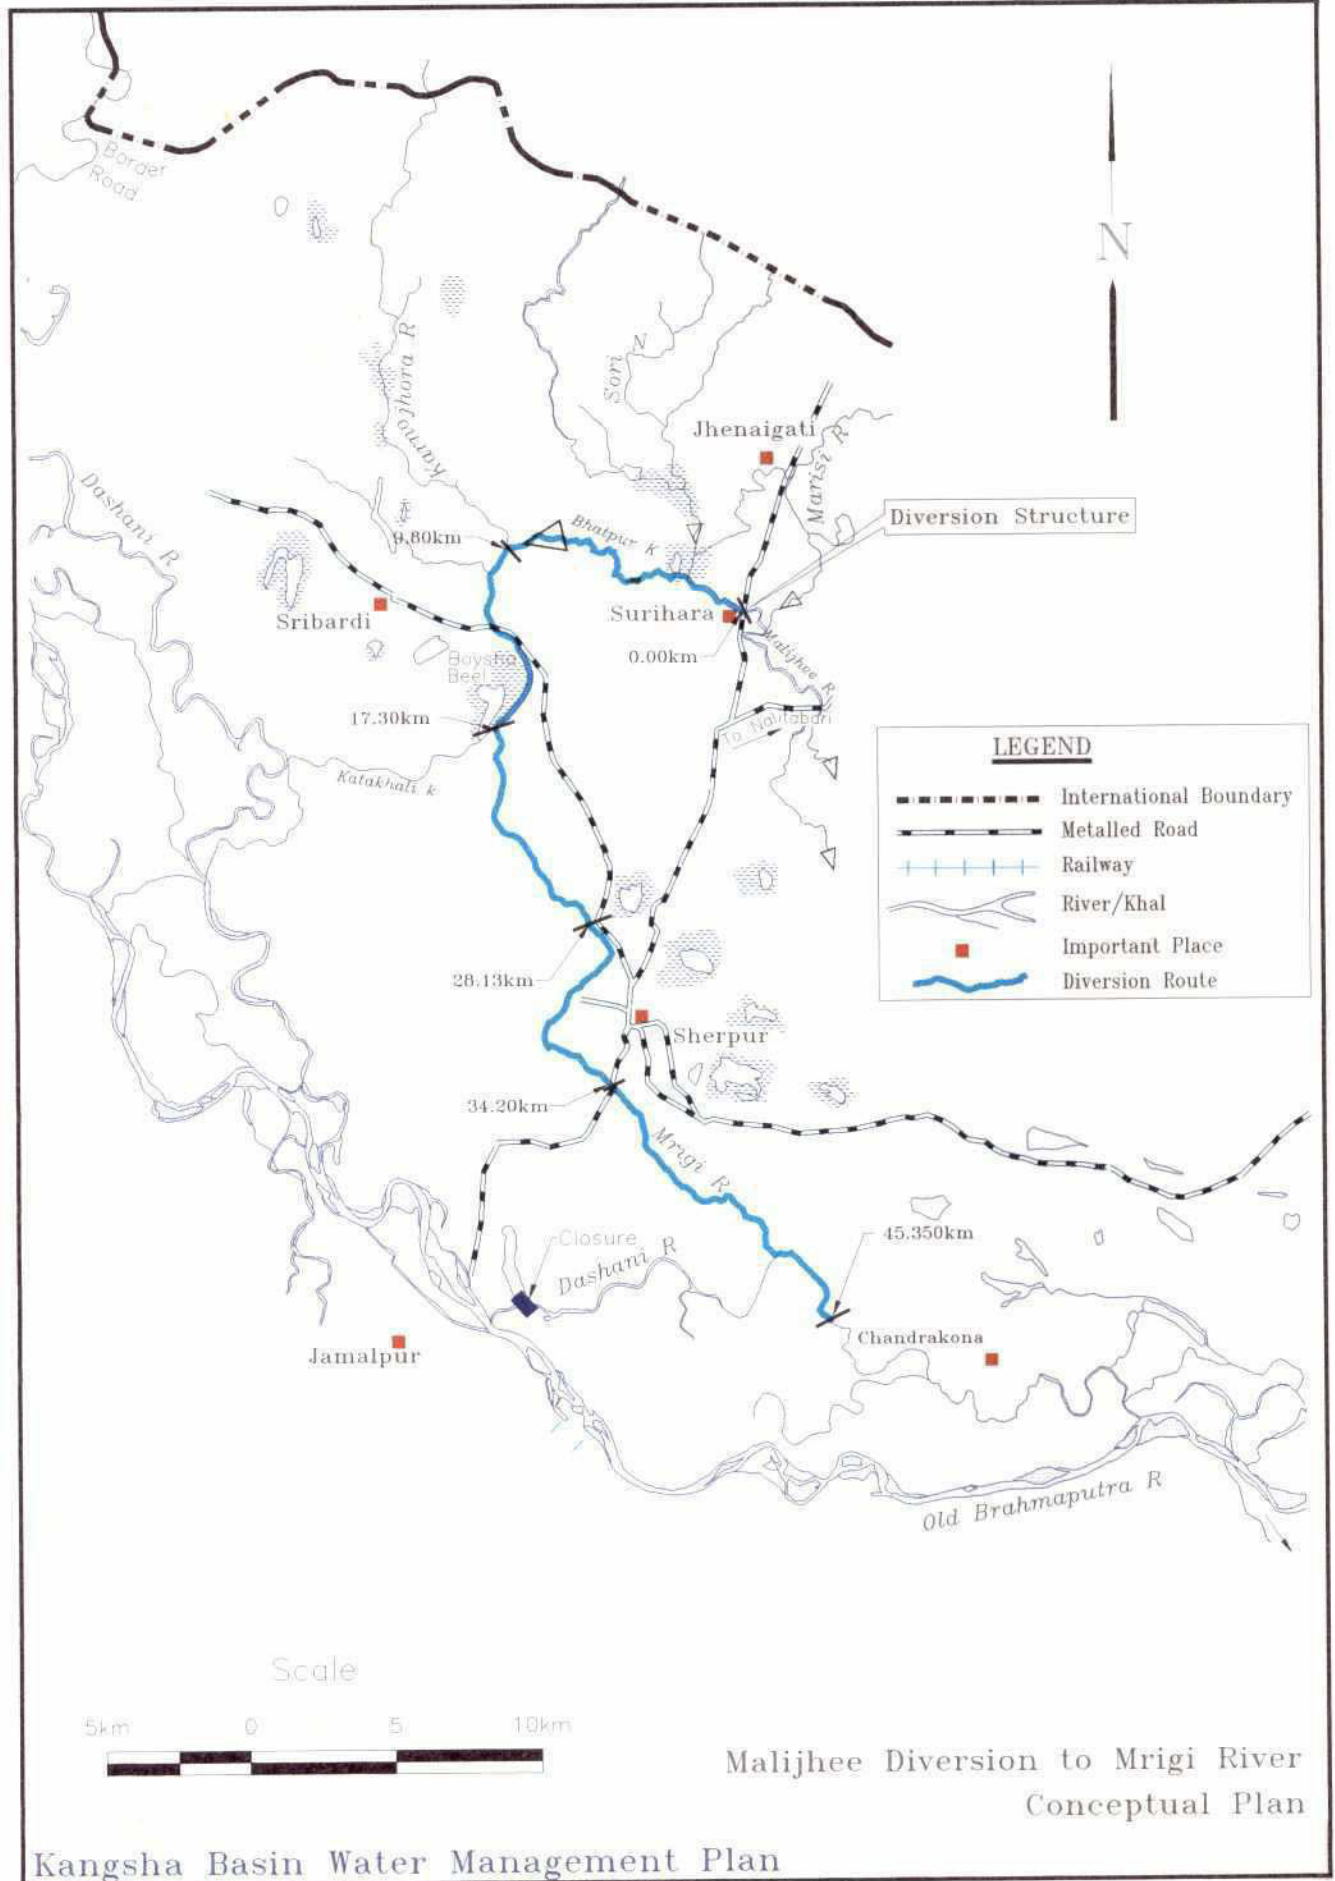 Border
Road
N
Karnojhora R
Sori N
Jhenaigati
Marisi R
Dashani R
Diversion Structure
9.80km
Bhatpur K
Sribardi
Surihara
0.00km
Malijhee R
Boysha
Beel
17.30km
To Nalitabari
Katakhali k
LEGEND
International Boundary
Metalled Road
Railway
River/Khal
Important Place
Diversion Route
28.13km
Sherpur
34.20km
Mrigi R
45.350km
Closure
Dashani R
Chandrakona
Jamalpur
Old Brahmaputra R
Scale
5km 0 5 10km
Malijhee Diversion to Mrigi River
Conceptual Plan
Kangsha Basin Water Management Plan